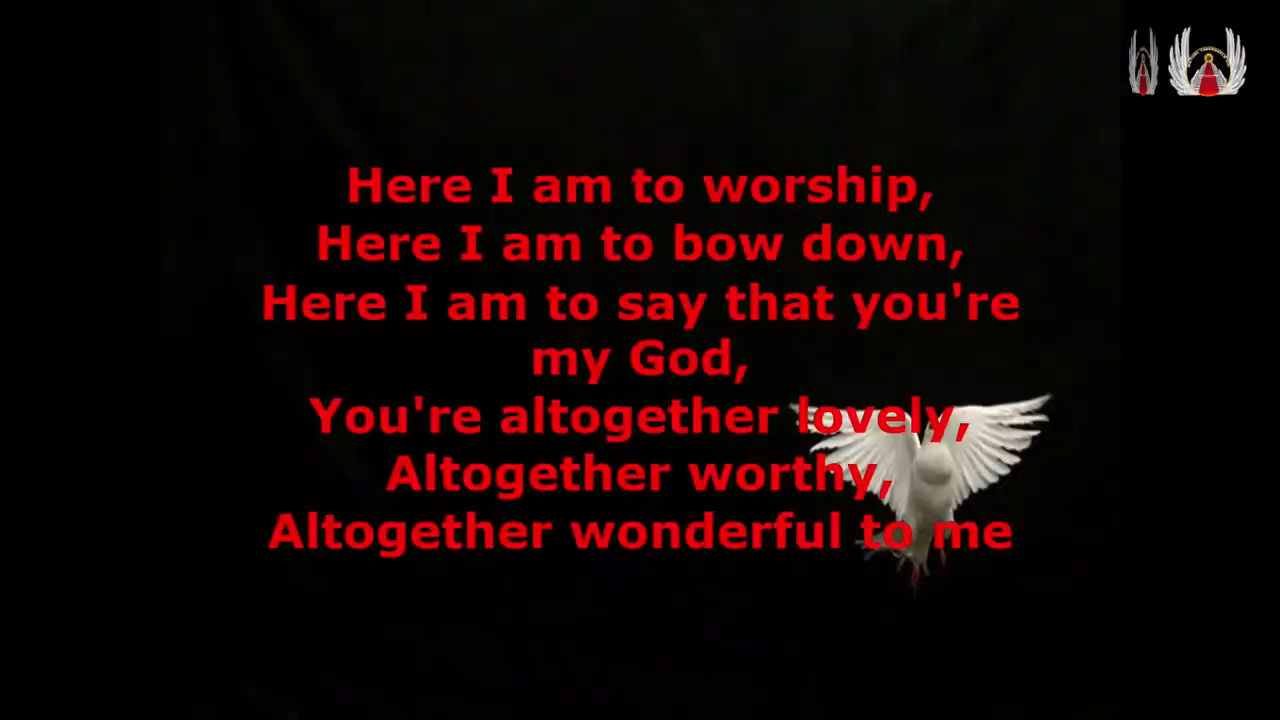 Here I am to worship,
Here I am to bow down,
Here I am to say that you're
my God,
You're altogether lovely,
Altogether worthy,
Altogether wonderful to me